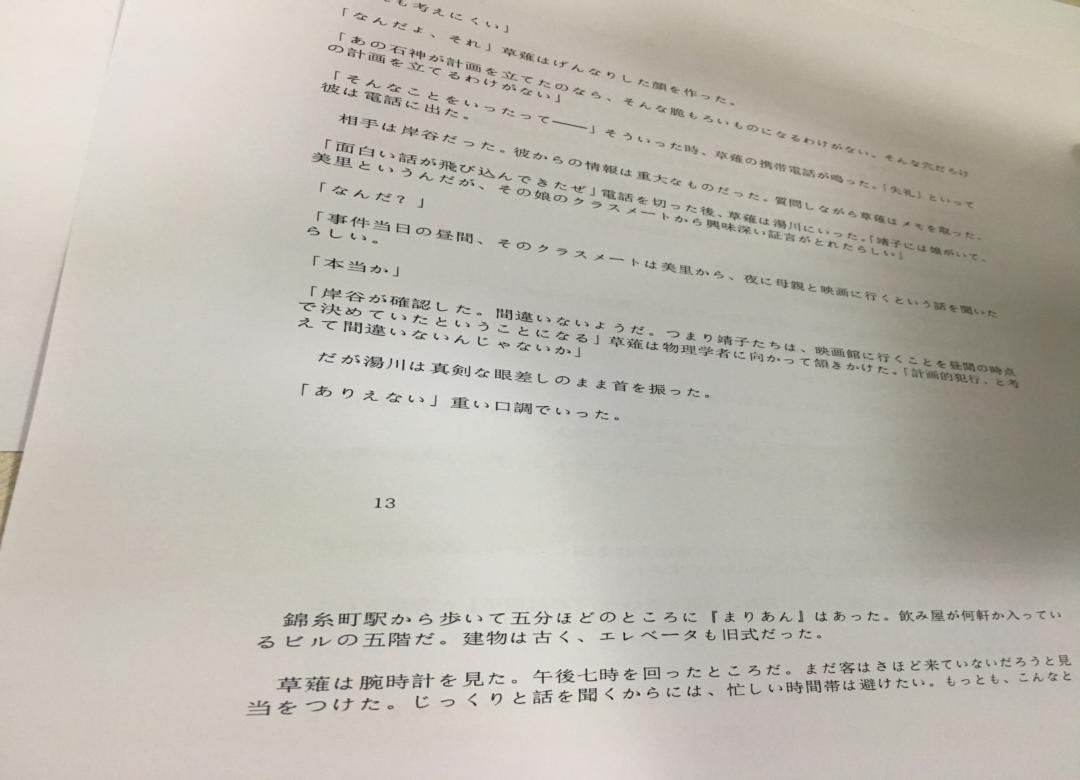 も考えにくい」
「なんだよ、それ」草薙はげんなりした顔を作った。
「あの石神が計画を立てたのなら、そんな脆もろいものになるわけがない。そんな穴だらけ
の計画を立てるわけがない」
「そんなことをいったって――」そういった時、草薙の携帯電話が鳴った。「失礼」といって
彼は電話に出た。
相手は岸谷だった。彼からの情報は重大なものだった。質問しながら草薙はメモを取った。
「面白い話が飛び込んできたぜ」電話を切った後、草薙は湯川にいった。「靖子には娘がいて、
美里というんだが、その娘のクラスメートから興味深い証言がとれたらしい」
「なんだ？」
「事件当日の昼間、そのクラスメートは美里から、夜に母親と映画に行くという話を聞いた
らしい。
「本当か」
「岸谷が確認した。間違いないようだ。つまり靖子たちは、映画館に行くことを昼間の時点
で決めていたということになる」草薙は物理学者に向かって頷きかけた。「計画的犯行、と考
えて間違いないんじゃないか」
だが湯川は真剣な眼差しのまま首を振った。
「ありえない」重い口調でいった。
13
錦糸町駅から歩いて五分ほどのところに『まりあん』はあった。飲み屋が何軒か入ってい
るビルの五階だ。建物は古く、エレベータも旧式だった。
草薙は腕時計を見た。午後七時を回ったところだ。まだ客はさほど来ていないだろうと見
当をつけた。じっくりと話を聞くからには、忙しい時間帯は避けたい。もっとも、こんなと